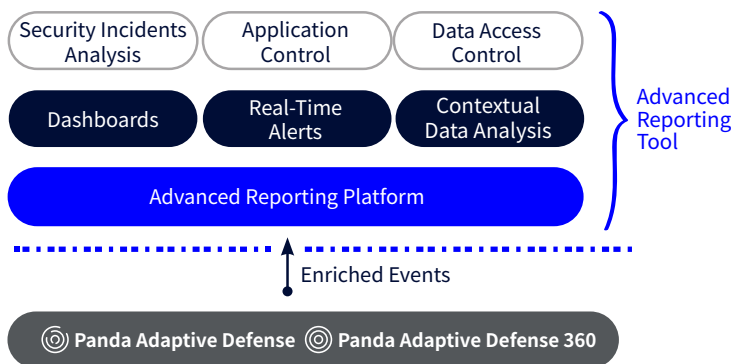 Security Incidents
Analysis
Application
Control
Data Access
Control
Dashboards
Real-Time
Alerts
Contextual
Data Analysis
Advanced
Reporting
Tool
Advanced Reporting Platform
Enriched Events
Panda Adaptive Defense
Panda Adaptive Defense 360